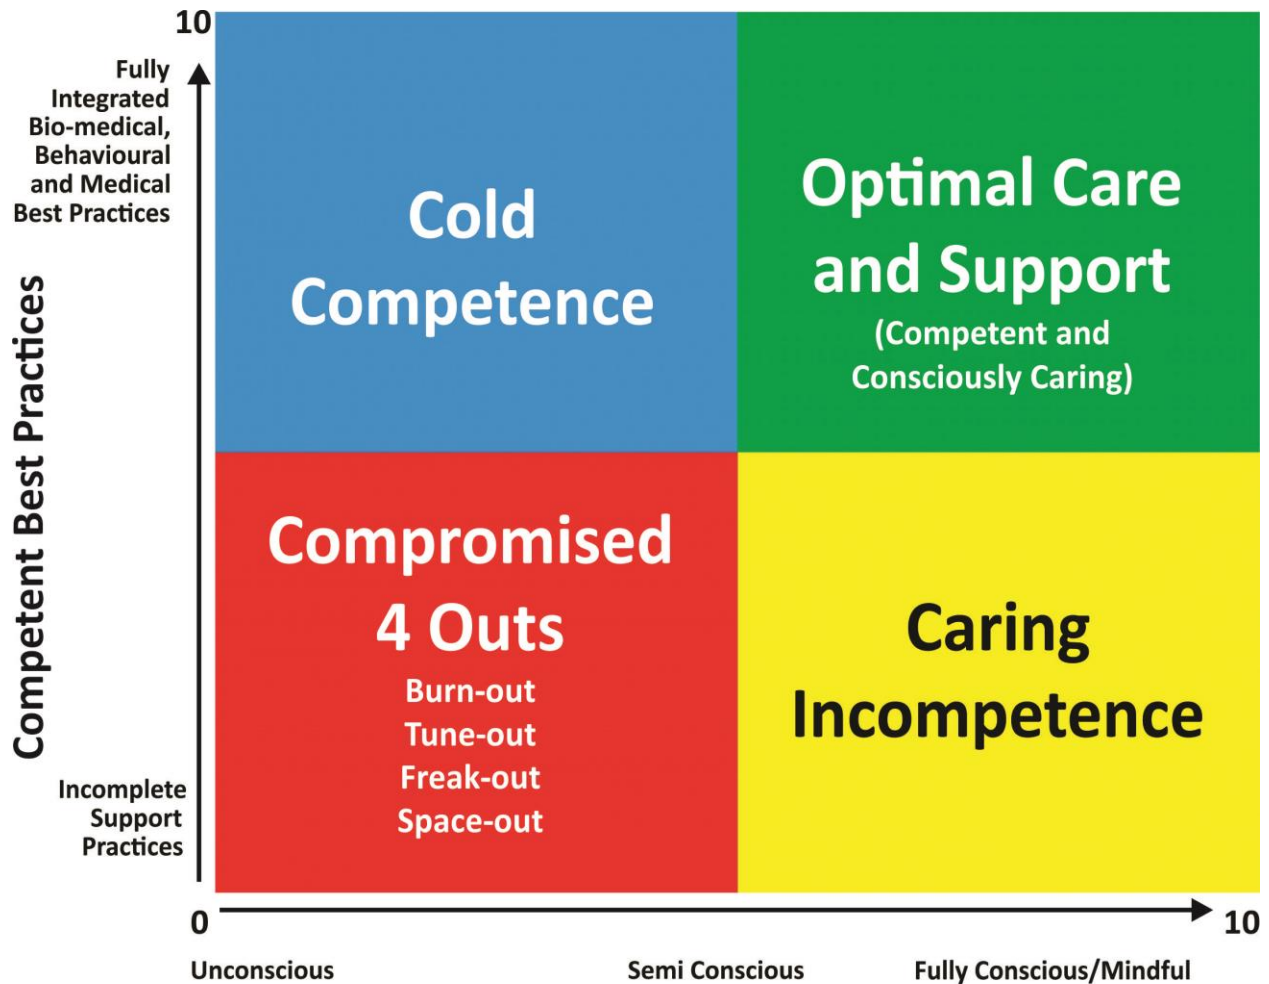 10
Fully
Integrated
Bio-medical,
Behavioural
and Medical
Best Practices
Competent Best Practices
Incomplete
Support
Practices
Cold
Competence
Optimal Care
and Support
(Competent and
Consciously Caring)
Compromised
4 Outs
Burn-out
Tune-out
Freak-out
Space-out
Caring
Incompetence
0
10
Unconscious
Semi Conscious
Fully Conscious/Mindful